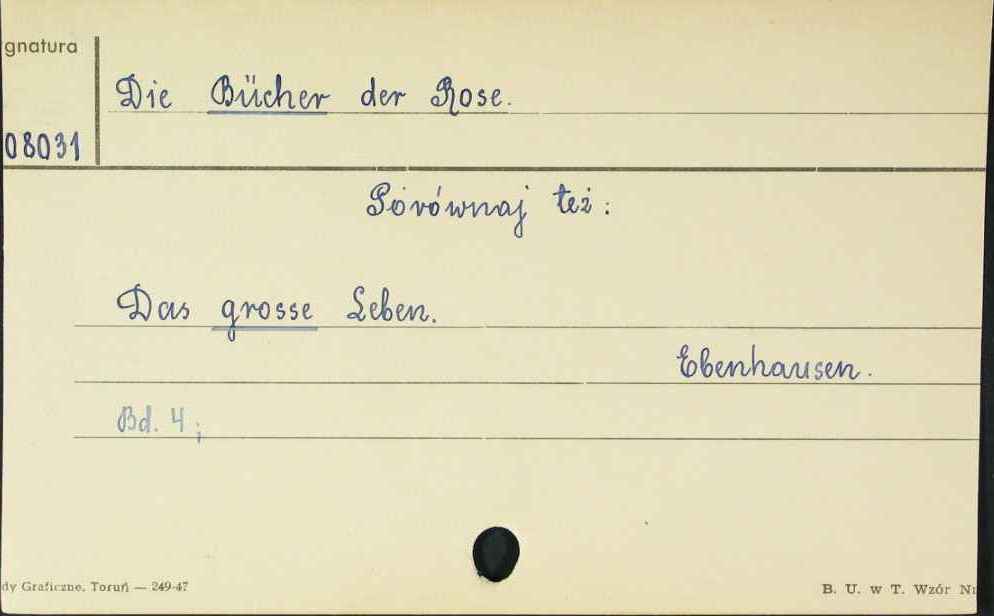 gnatura
Die Bücher der Rose.
08031
Porównaj też:
Das grosse Leben.
Ebenhausen.
Bd. 4;
dy Graficzne, Toruń — 249-47
B. U. w T. Wzór Nr